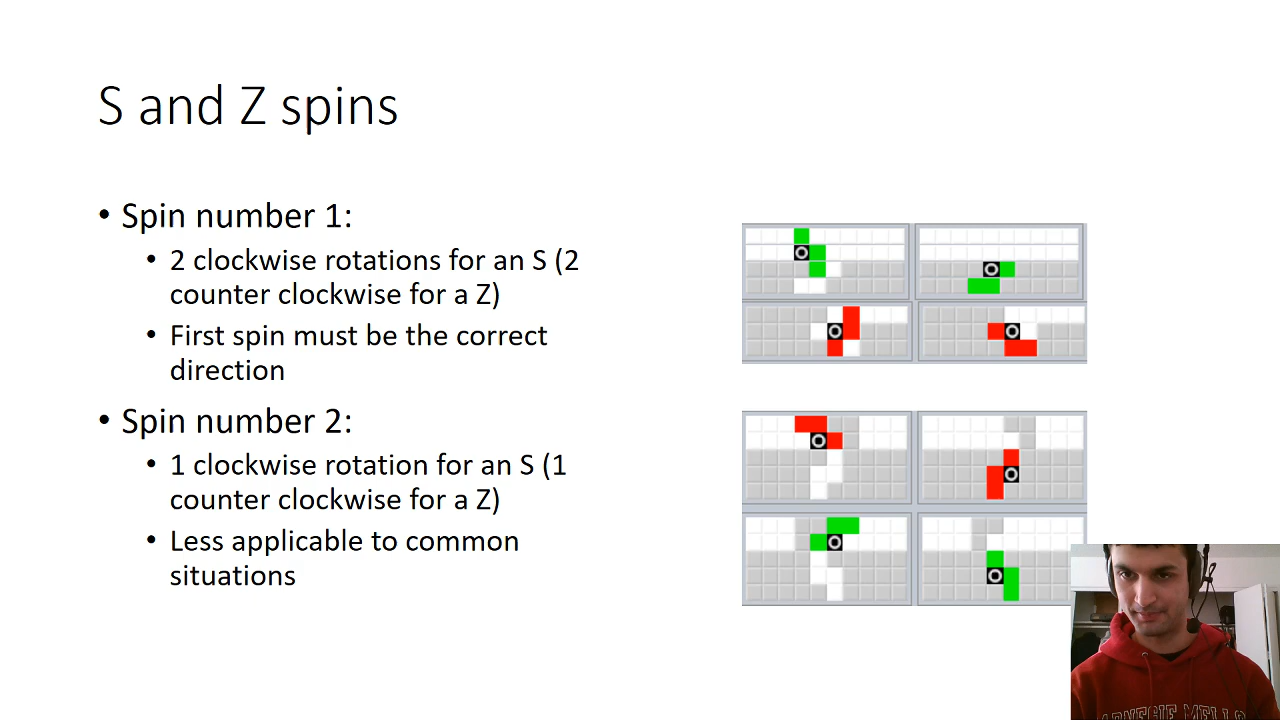 S and Z spins
• Spin number 1:
• 2 clockwise rotations for an S (2
counter clockwise for a Z)
• First spin must be the correct
direction
• Spin number 2:
• 1 clockwise rotation for an S (1
counter clockwise for a Z)
• Less applicable to common
situations